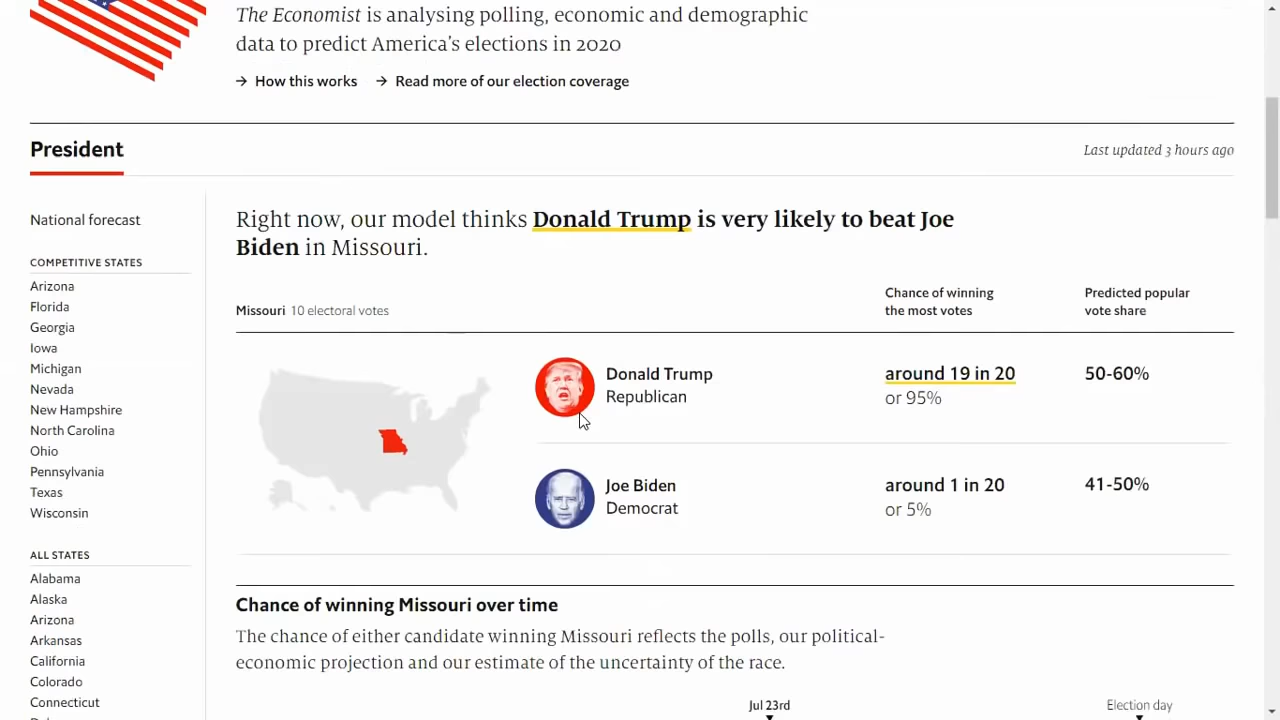 The Economist is analysing polling, economic and demographic
data to predict America's elections in 2020
→ How this works → Read more of our election coverage
President
Last updated 3 hours ago
National forecast
COMPETITIVE STATES
Arizona
Florida
Georgia
Iowa
Michigan
Nevada
New Hampshire
North Carolina
Ohio
Pennsylvania
Texas
Wisconsin
ALL STATES
Alabama
Alaska
Arizona
Arkansas
California
Colorado
Connecticut
Right now, our model thinks Donald Trump is very likely to beat Joe
Biden in Missouri.
Missouri 10 electoral votes
Chance of winning
the most votes
Predicted popular
vote share
Donald Trump
Republican
around 19 in 20
or 95%
50-60%
Joe Biden
Democrat
around 1 in 20
or 5%
41-50%
Chance of winning Missouri over time
The chance of either candidate winning Missouri reflects the polls, our political-
economic projection and our estimate of the uncertainty of the race.
Jul 23rd
Election day